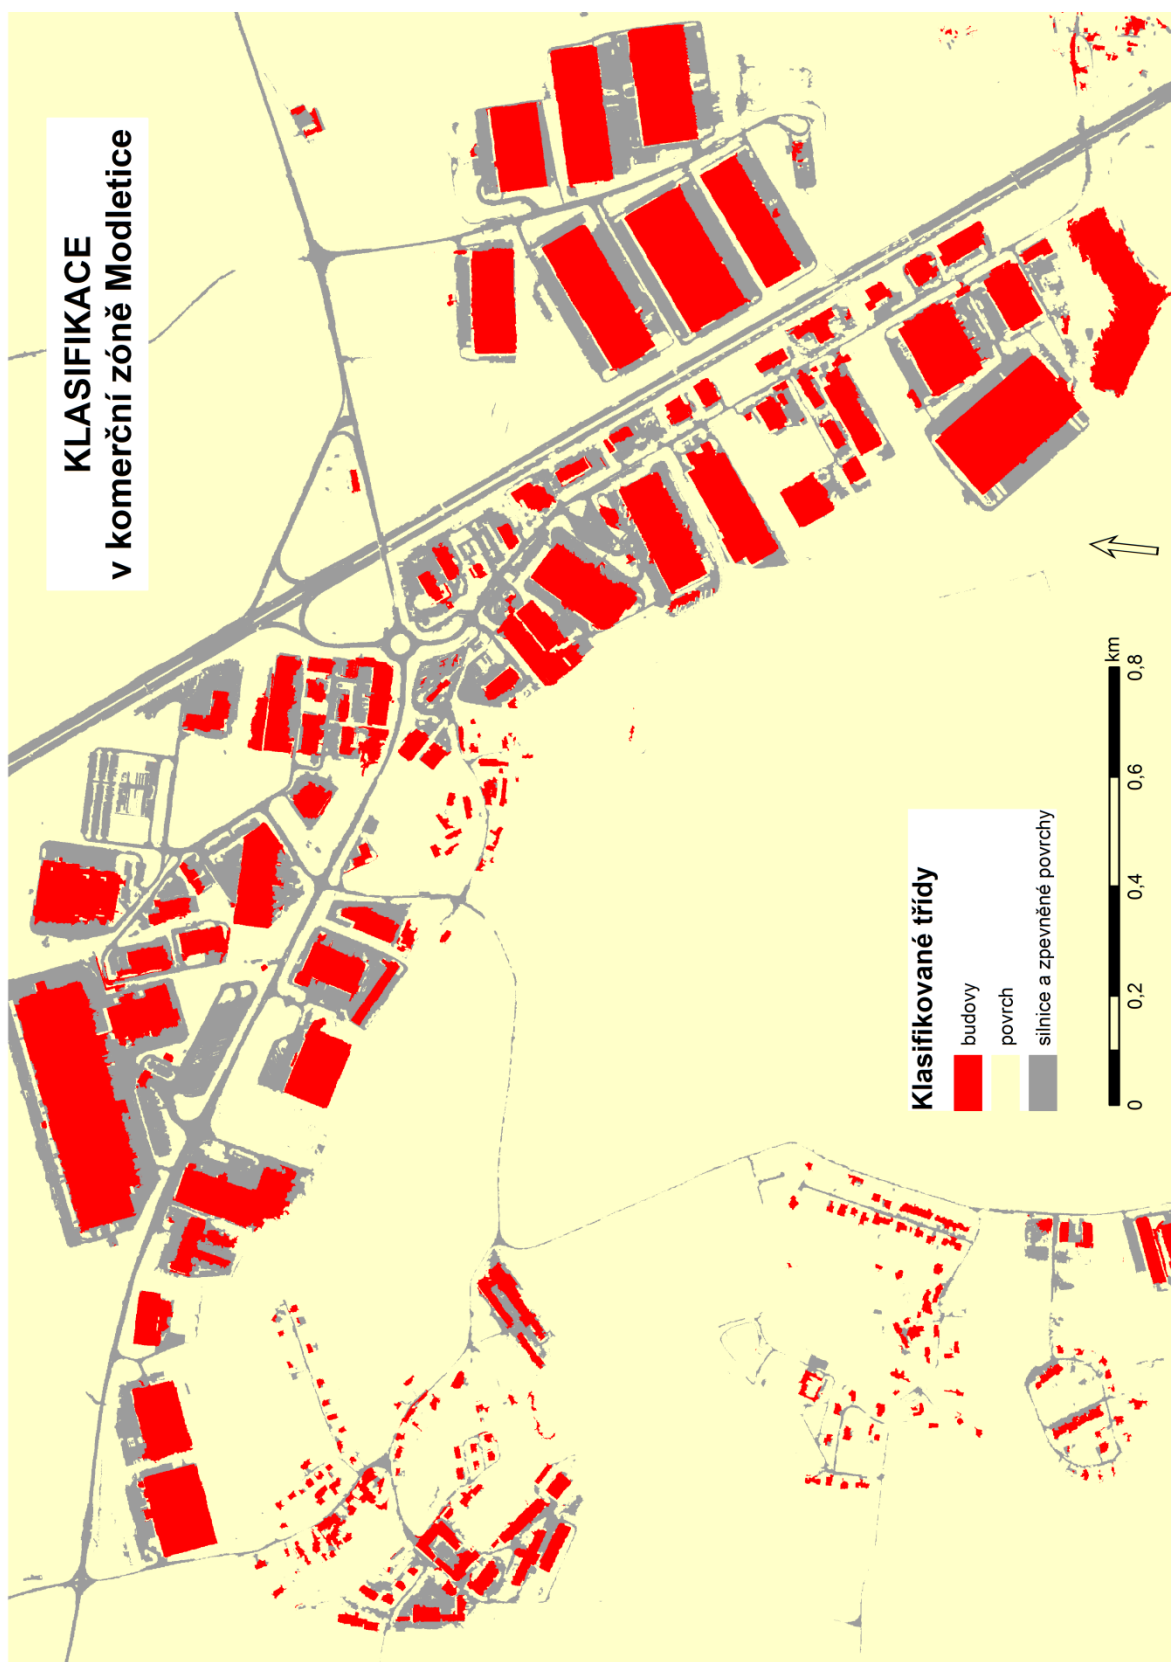 KLASIFIKACE
v komerční zóně Modletice
Klasifikované třídy
budovy
povrch
silnice a zpevněné povrchy
0 0,2 0,4 0,6 0,8
km